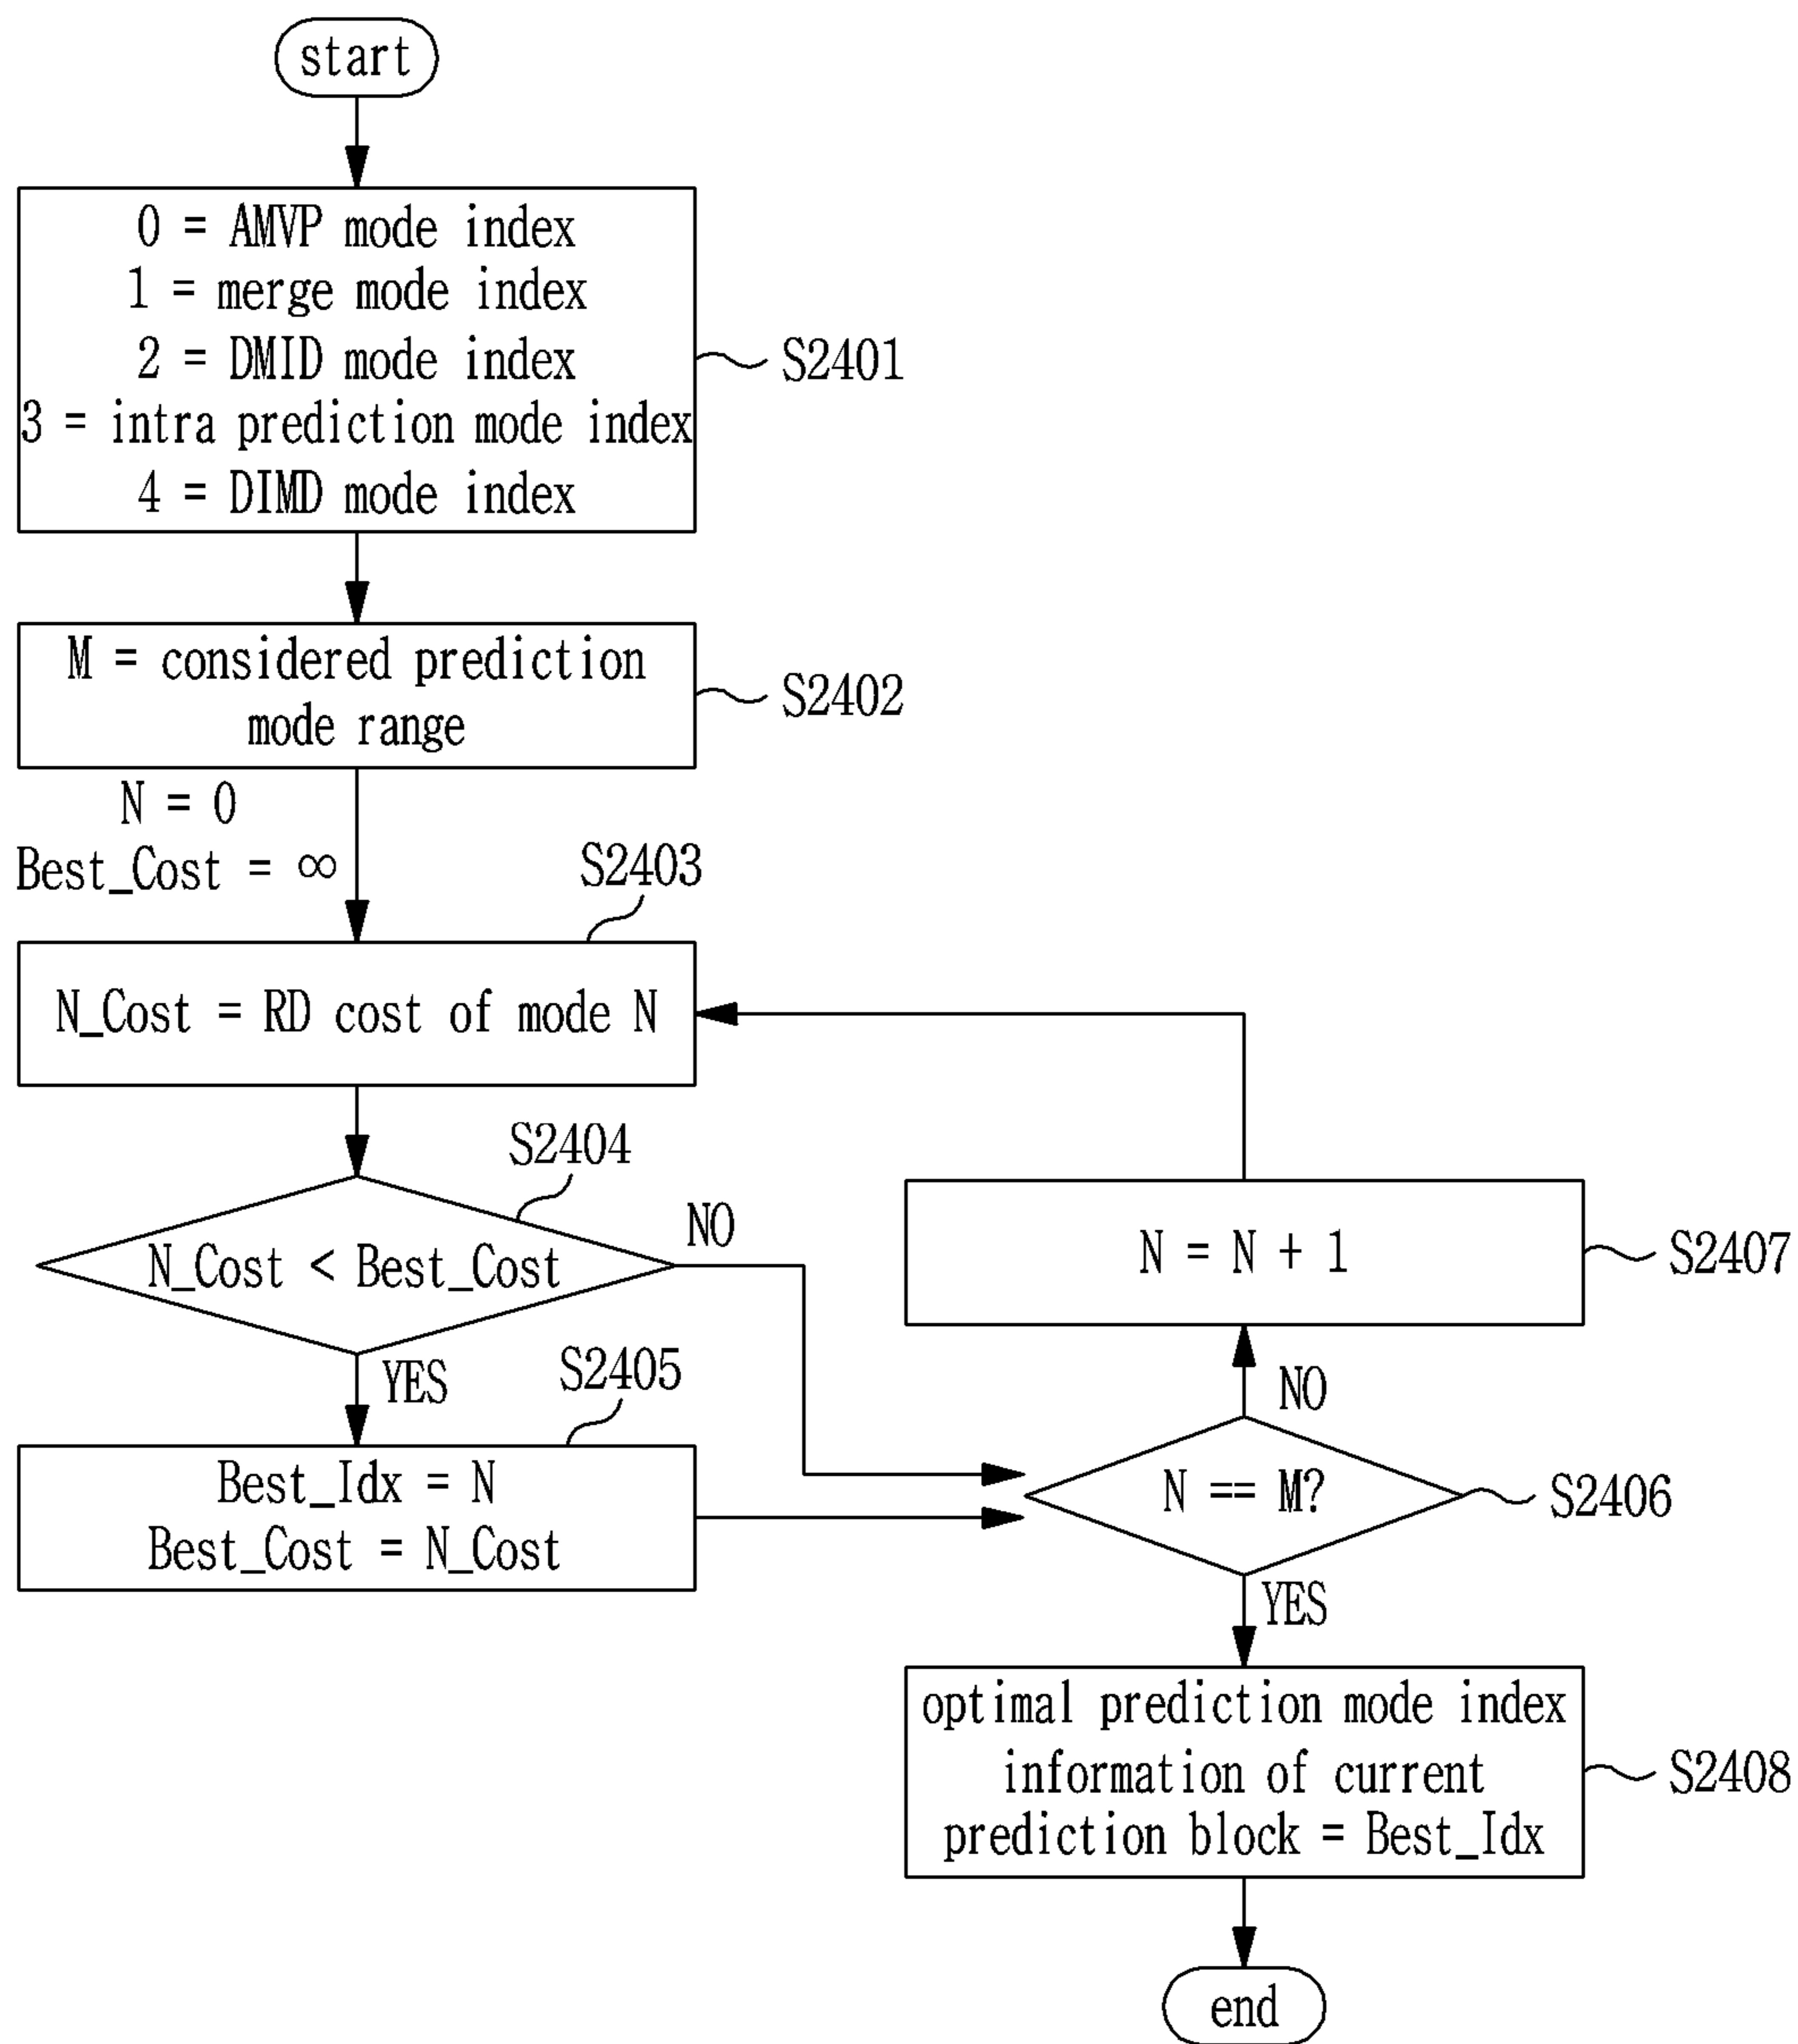 start
0 = AMVP mode index
1 = merge mode index
2 = DMID mode index
3 = intra prediction mode index
4 = DIMD mode index
S2401
M = considered prediction
mode range
S2402
N = 0
Best_Cost = ∞
S2403
N_Cost = RD cost of mode N
S2404
N_Cost < Best_Cost
NO
YES
S2405
Best_Idx = N
Best_Cost = N_Cost
N = N + 1
S2407
NO
N == M?
S2406
YES
optimal prediction mode index
information of current
prediction block = Best_Idx
S2408
end